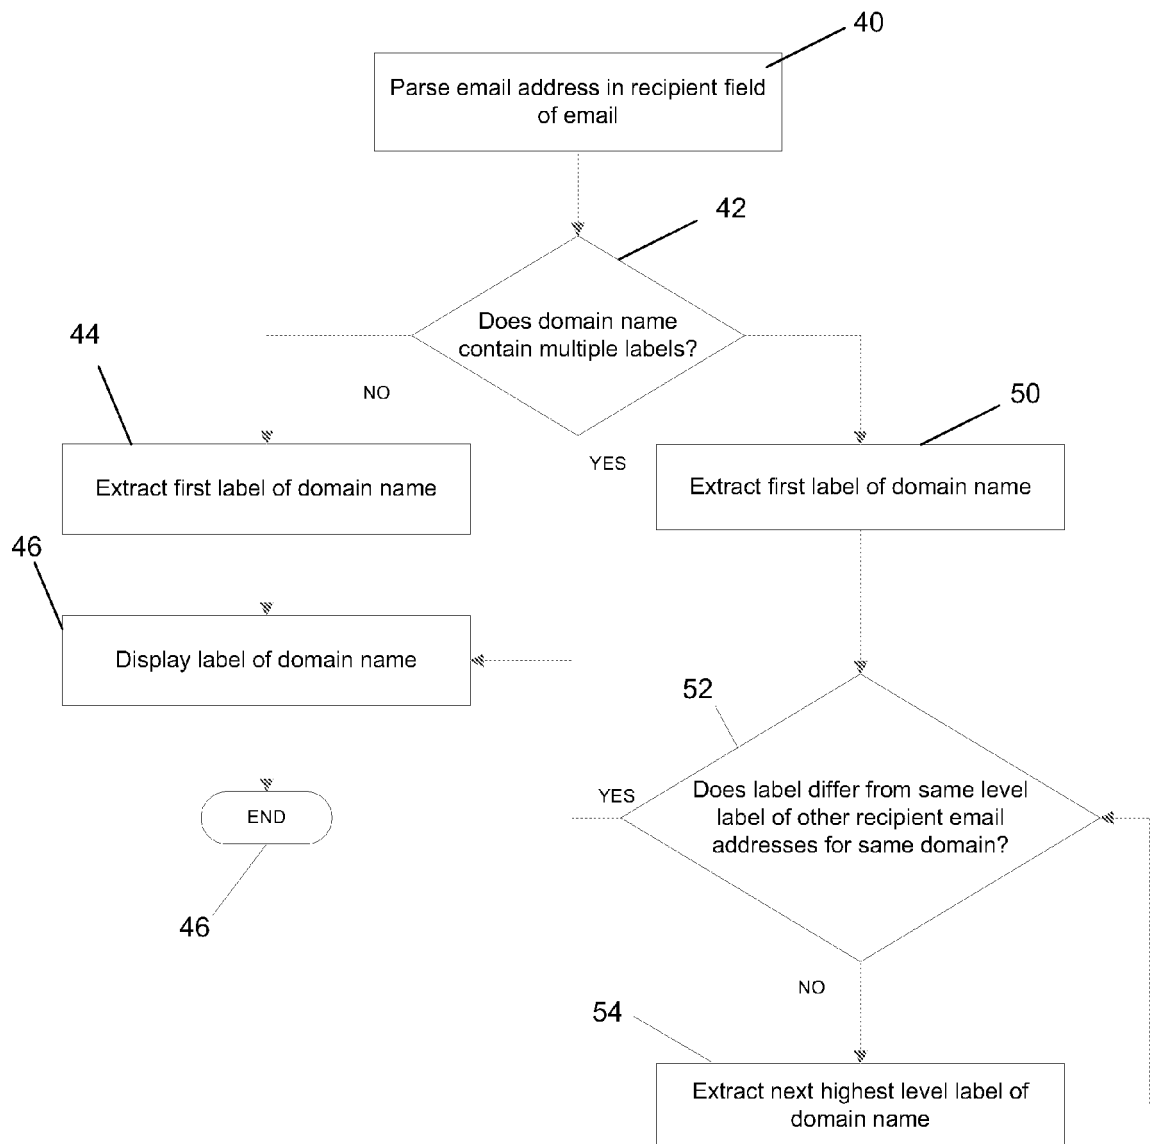 40
Parse email address in recipient field
of email
42
Does domain name
contain multiple labels?
44
NO
50
YES
Extract first label of domain name
Extract first label of domain name
46
Display label of domain name
52
YES
Does label differ from same level
label of other recipient email
addresses for same domain?
END
46
NO
54
Extract next highest level label of
domain name